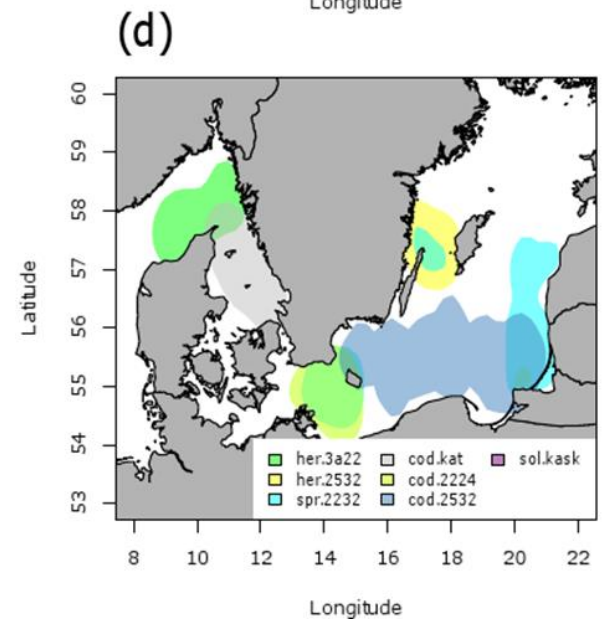 Longitude
(d)
60
59
58
57
56
55
54
53
Latitude
her.3a22 cod.kat sol.kask
her.2532 cod.2224
spr.2232 cod.2532
8 10 12 14 16 18 20 22
Longitude